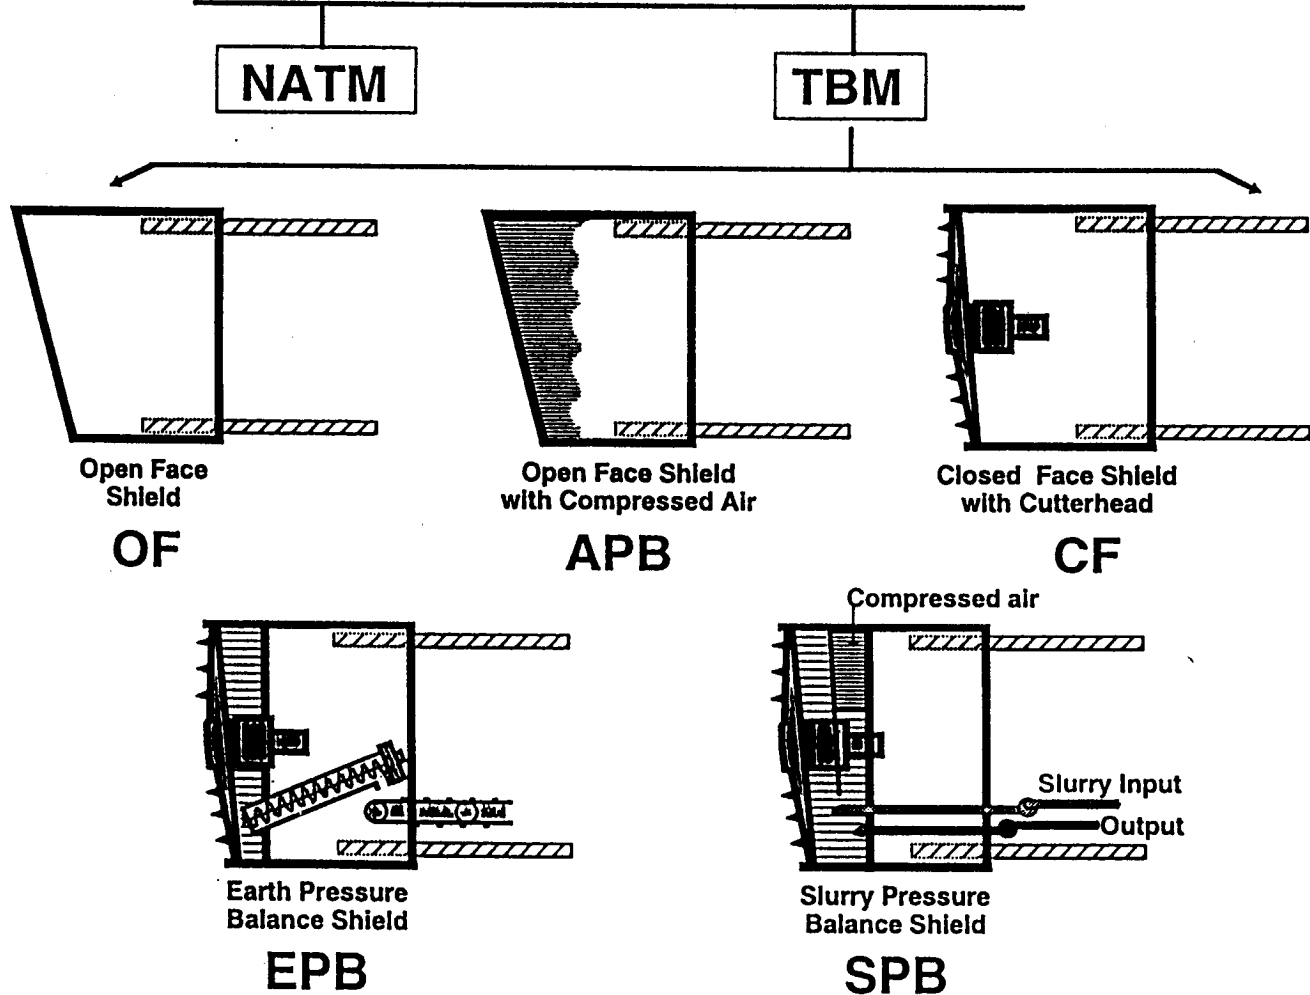 NATM
TBM
Open Face
Shield
OF
Open Face Shield
with Compressed Air
APB
Closed Face Shield
with Cutterhead
CF
Compressed air
Slurry Input
Output
Earth Pressure
Balance Shield
EPB
Slurry Pressure
Balance Shield
SPB